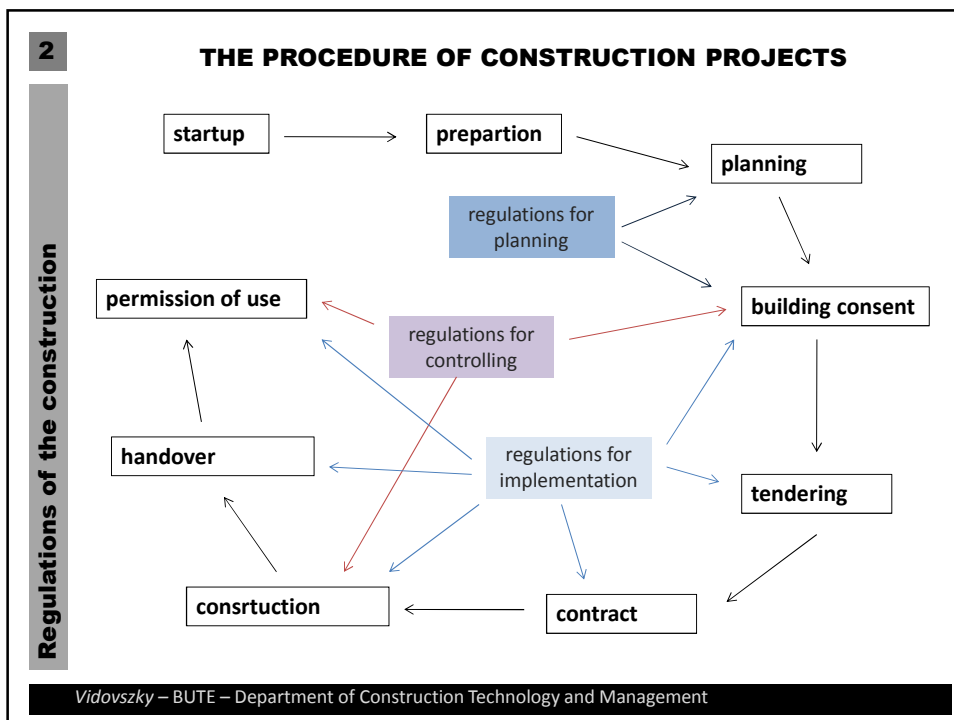 2
THE PROCEDURE OF CONSTRUCTION PROJECTS
Regulations of the construction
startup
prepartion
planning
regulations for
planning
permission of use
building consent
regulations for
controlling
handover
regulations for
implementation
tendering
consrtuction
contract
Vidovszky – BUTE – Department of Construction Technology and Management